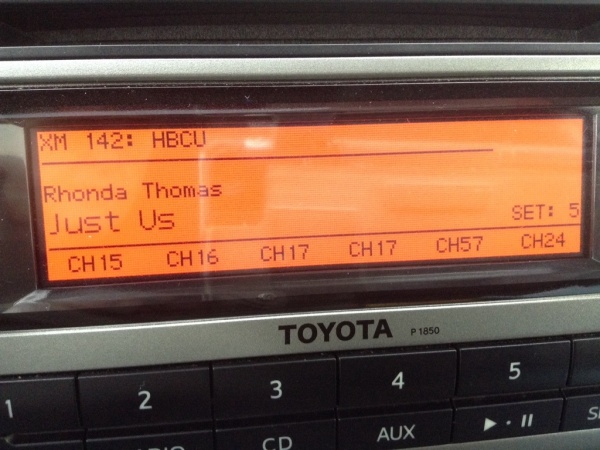 XM 142: HBCU
Rhonda Thomas
Just Us
SET: 5
CH15 CH16 CH17 CH17 CH57 CH24
TOYOTA P1850
1 2 3 4 5
CD AUX ▶·II